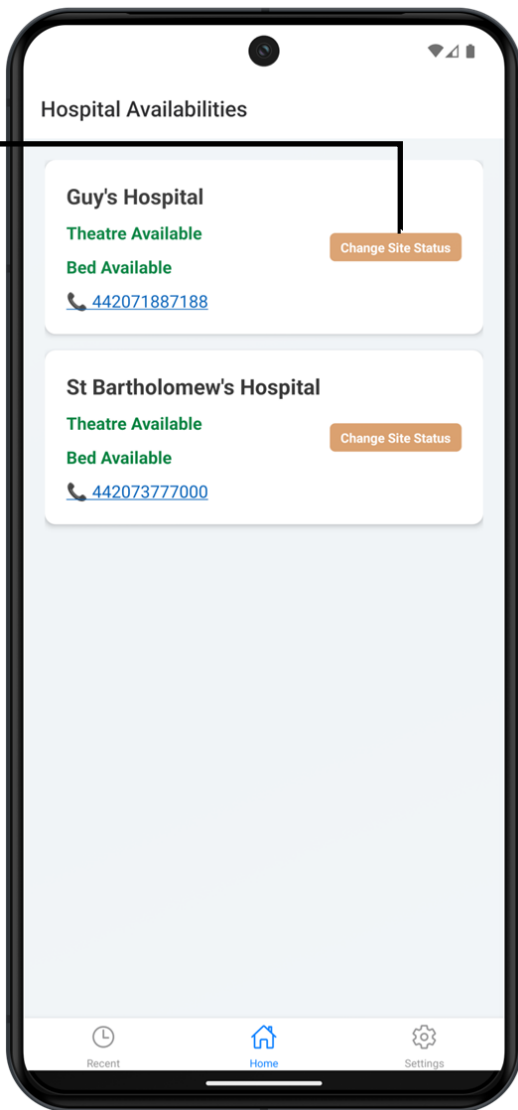 Hospital Availabilities
Guy's Hospital
Theatre Available
Change Site Status
Bed Available
442071887188
St Bartholomew's Hospital
Theatre Available
Change Site Status
Bed Available
442073777000
Recent
Home
Settings